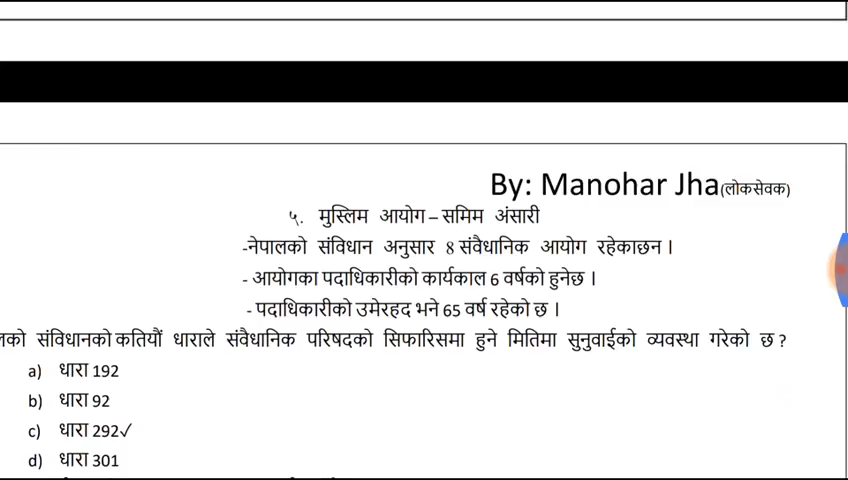 By: Manohar Jha(लोकसेवक)
५. मुस्लिम आयोग – समिम अंसारी
-नेपालको संविधान अनुसार 8 संवैधानिक आयोग रहेकाछन ।
- आयोगका पदाधिकारीको कार्यकाल 6 वर्षको हुनेछ ।
- पदाधिकारीको उमेरहद भने 65 वर्ष रहेको छ ।
संविधानको कतियौं धाराले संवैधानिक परिषदको सिफारिसमा हुने मितिमा सुनुवाईको व्यवस्था गरेको छ ?
a) धारा 192
b) धारा 92
c) धारा 292✓
d) धारा 301